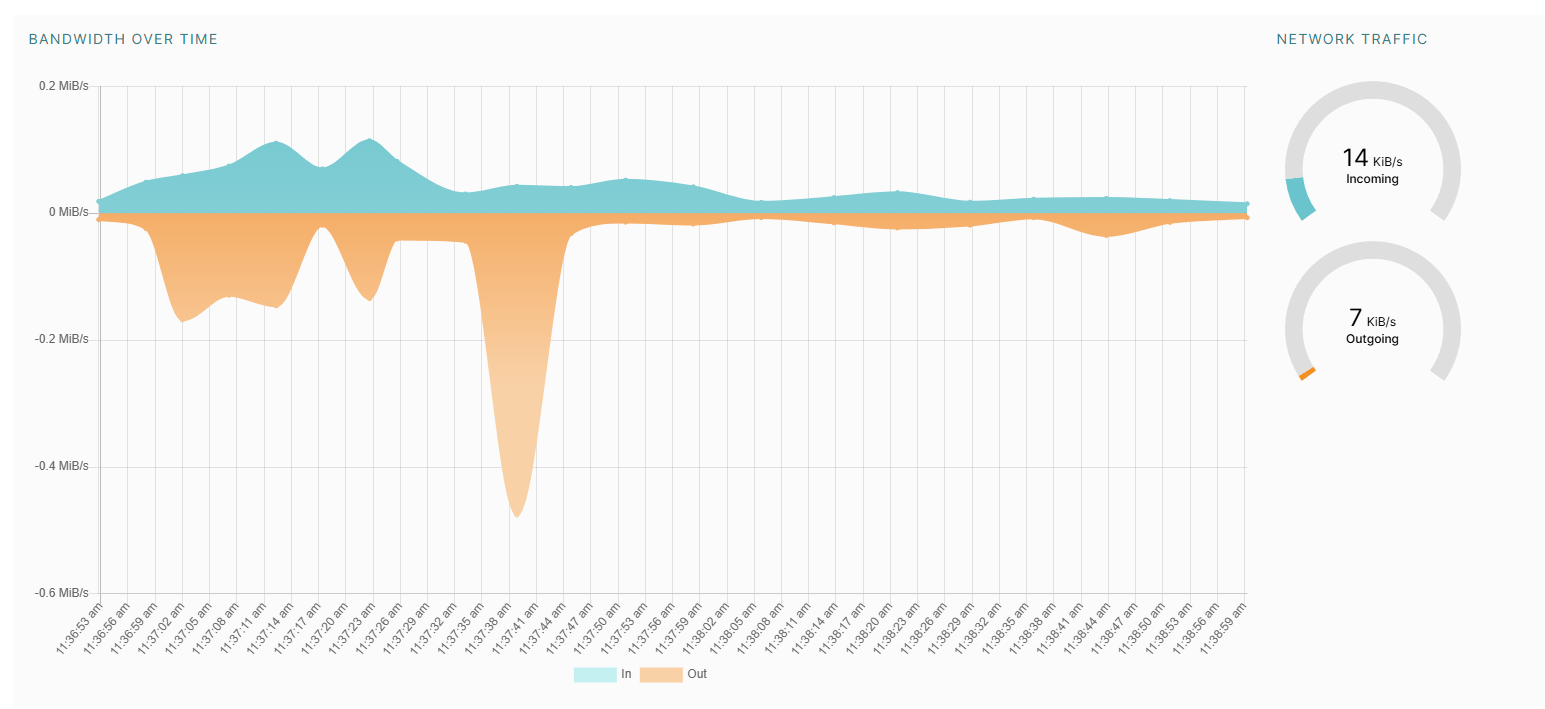 BANDWIDTH OVER TIME
0.2 MiB/s
0 MiB/s
-0.2 MiB/s
-0.4 MiB/s
-0.6 MiB/s
11:36:53 am
11:36:56 am
11:36:59 am
11:37:02 am
11:37:05 am
11:37:08 am
11:37:11 am
11:37:14 am
11:37:17 am
11:37:20 am
11:37:23 am
11:37:26 am
11:37:29 am
11:37:32 am
11:37:35 am
11:37:38 am
11:37:41 am
11:37:44 am
11:37:47 am
11:37:50 am
11:37:53 am
11:37:56 am
11:37:59 am
11:38:02 am
11:38:05 am
11:38:08 am
11:38:11 am
11:38:14 am
11:38:17 am
11:38:20 am
11:38:23 am
11:38:26 am
11:38:29 am
11:38:32 am
11:38:35 am
11:38:38 am
11:38:41 am
11:38:44 am
11:38:47 am
11:38:50 am
11:38:53 am
11:38:56 am
11:38:59 am
In Out
NETWORK TRAFFIC
14 KiB/s
Incoming
7 KiB/s
Outgoing